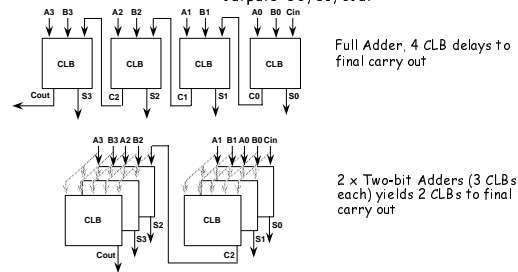 A3 B3 A2 B2 A1 B1 A0 B0 Cin
CLB CLB CLB CLB
Cout S3 C2 S2 C1 S1 C0 S0
Full Adder, 4 CLB delays to
final carry out
A3 B3 A2 B2 A1 B1 A0 B0 Cin
CLB CLB
S2 S0
S3 S1
Cout C2
2 x Two-bit Adders (3 CLBs
each) yields 2 CLBs to final
carry out